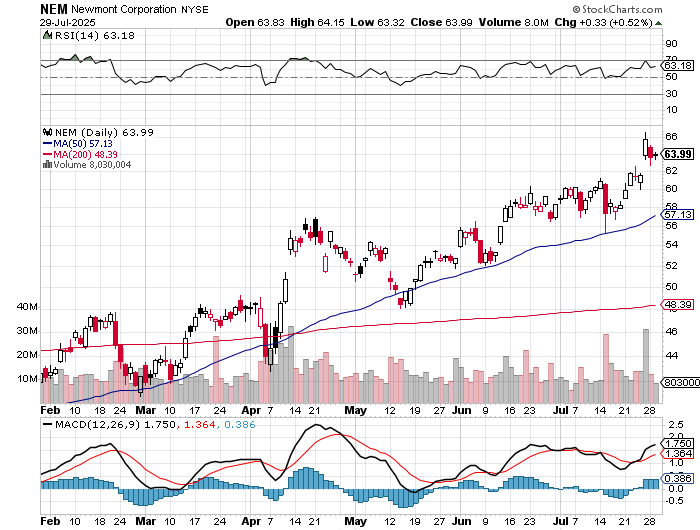 NEM Newmont Corporation NYSE © StockCharts.com
29-Jul-2025 Open 63.83 High 64.15 Low 63.32 Close 63.99 Volume 8.0M Chg +0.33 (+0.52%)
RSI(14) 63.18
90
70
63.18
50
30
10
NEM (Daily) 63.99
MA(50) 57.13
MA(200) 48.39
Volume 8,030,004
66
63.99
62
60
58
57.13
56
54
52
50
48.39
46
44
40M
30M
20M
10M
803000
Feb 10 18 24 Mar 10 17 24 Apr 7 14 21 May 12 19 27 Jun 9 16 23 Jul 7 14 21 28
MACD(12,26,9) 1.750, 1.364, 0.386
2.5
2.0
1.750
1.364
1.0
0.386
0.0
-0.5
Feb 10 18 24 Mar 10 17 24 Apr 7 14 21 May 12 19 27 Jun 9 16 23 Jul 7 14 21 28